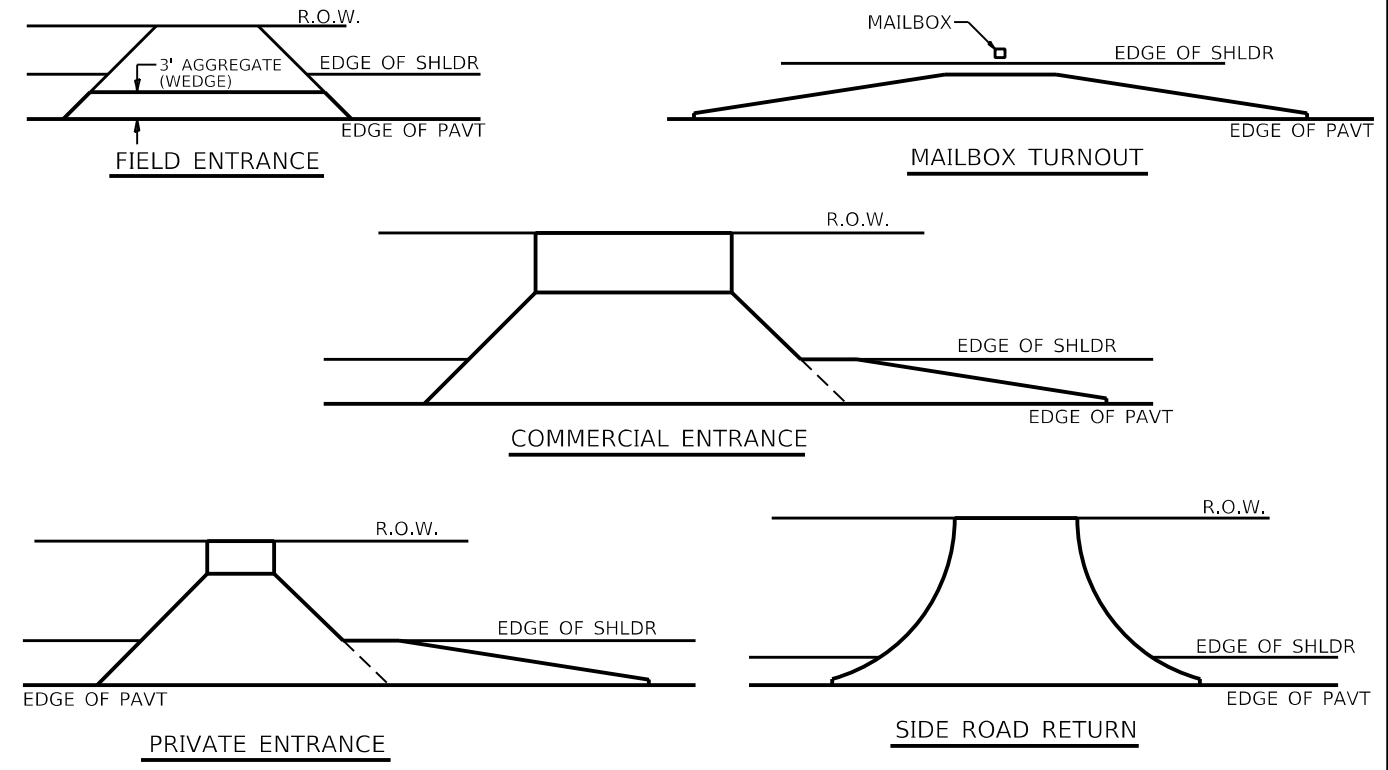 R.O.W.
3' AGGREGATE
(WEDGE)
EDGE OF SHLDR
EDGE OF PAVT
FIELD ENTRANCE
MAILBOX
EDGE OF SHLDR
EDGE OF PAVT
MAILBOX TURNOUT
R.O.W.
EDGE OF SHLDR
EDGE OF PAVT
COMMERCIAL ENTRANCE
R.O.W.
EDGE OF SHLDR
EDGE OF PAVT
PRIVATE ENTRANCE
R.O.W.
EDGE OF SHLDR
EDGE OF PAVT
SIDE ROAD RETURN